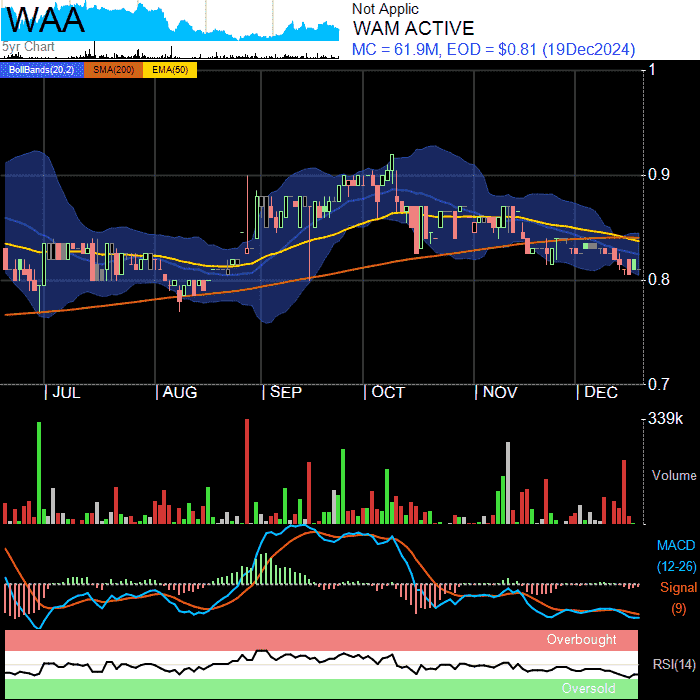 WAA
5yr Chart
Not Applic
WAM ACTIVE
MC = 61.9M, EOD = $0.81 (19Dec2024)
BollBands(20,2) SMA(200) EMA(50)
1
0.9
0.8
0.7
JUL AUG SEP OCT NOV DEC
339k
Volume
MACD
(12-26)
Signal
(9)
Overbought
RSI(14)
Oversold